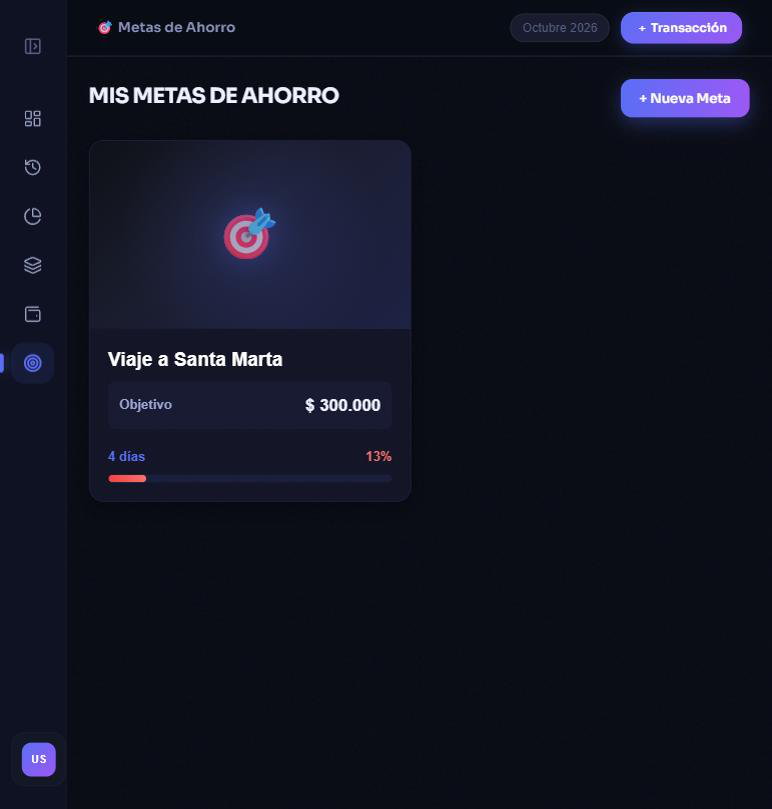 Metas de Ahorro
Octubre 2026
+ Transacción
MIS METAS DE AHORRO
+ Nueva Meta
Viaje a Santa Marta
Objetivo
$ 300.000
4 días
13%
US